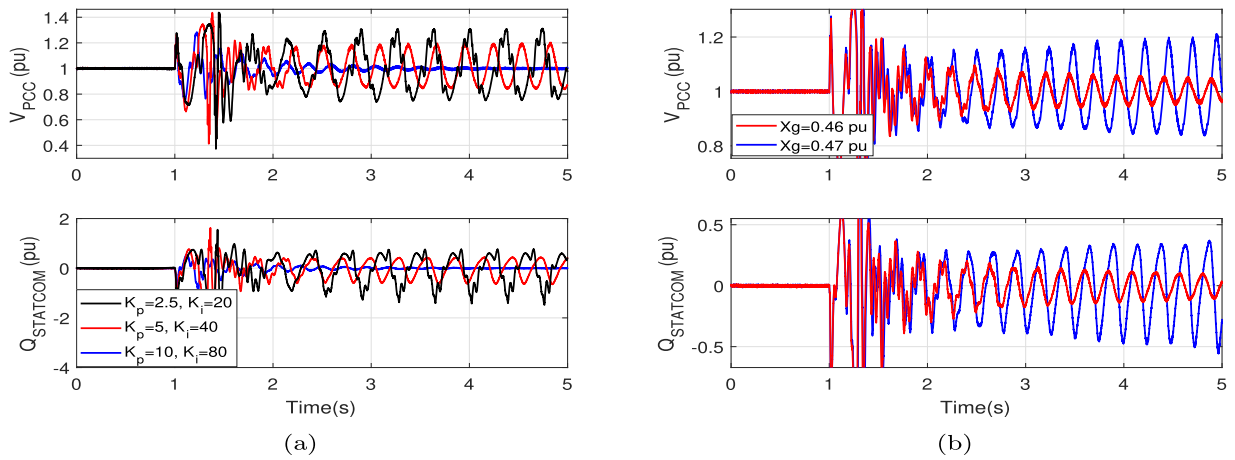 1.4
1.2
1
0.8
0.6
0.4
V_PCC (pu)
0 1 2 3 4 5
2
0
-2
-4
Q_STATCOM (pu)
K_p=2.5, K_i=20
K_p=5, K_i=40
K_p=10, K_i=80
0 1 2 3 4 5
Time(s)
(a)
1.2
1
0.8
V_PCC (pu)
Xg=0.46 pu
Xg=0.47 pu
0 1 2 3 4 5
0.5
0
-0.5
Q_STATCOM (pu)
0 1 2 3 4 5
Time(s)
(b)